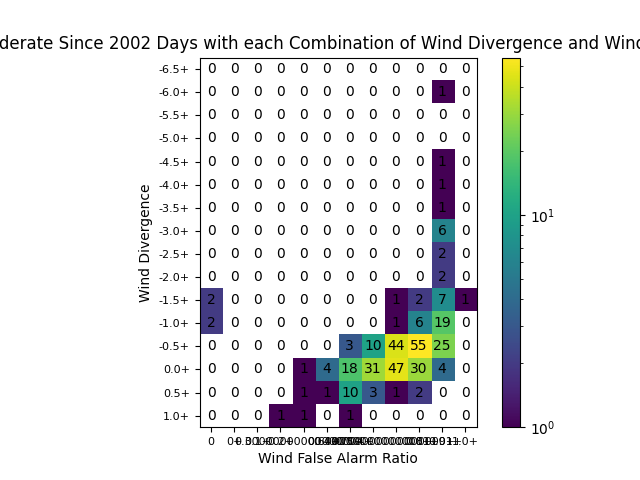 derate Since 2002 Days with each Combination of Wind Divergence and Wind
-6.5+ 0 0 0 0 0 0 0 0 0 0 0 0
-6.0+ 0 0 0 0 0 0 0 0 0 0 1 0
-5.5+ 0 0 0 0 0 0 0 0 0 0 0 0
-5.0+ 0 0 0 0 0 0 0 0 0 0 0 0
-4.5+ 0 0 0 0 0 0 0 0 0 0 1 0
-4.0+ 0 0 0 0 0 0 0 0 0 0 1 0
-3.5+ 0 0 0 0 0 0 0 0 0 0 1 0
-3.0+ 0 0 0 0 0 0 0 0 0 0 6 0
-2.5+ 0 0 0 0 0 0 0 0 0 0 2 0
-2.0+ 0 0 0 0 0 0 0 0 0 0 2 0
-1.5+ 2 0 0 0 0 0 0 0 1 2 7 1
-1.0+ 2 0 0 0 0 0 0 0 1 6 19 0
-0.5+ 0 0 0 0 0 0 3 10 44 55 25 0
0.0+ 0 0 0 0 1 4 18 31 47 30 4 0
0.5+ 0 0 0 0 1 1 10 3 1 2 0 0
1.0+ 0 0 0 1 1 0 1 0 0 0 0 0
0
Wind False Alarm Ratio
Wind Divergence
10^1
10^0